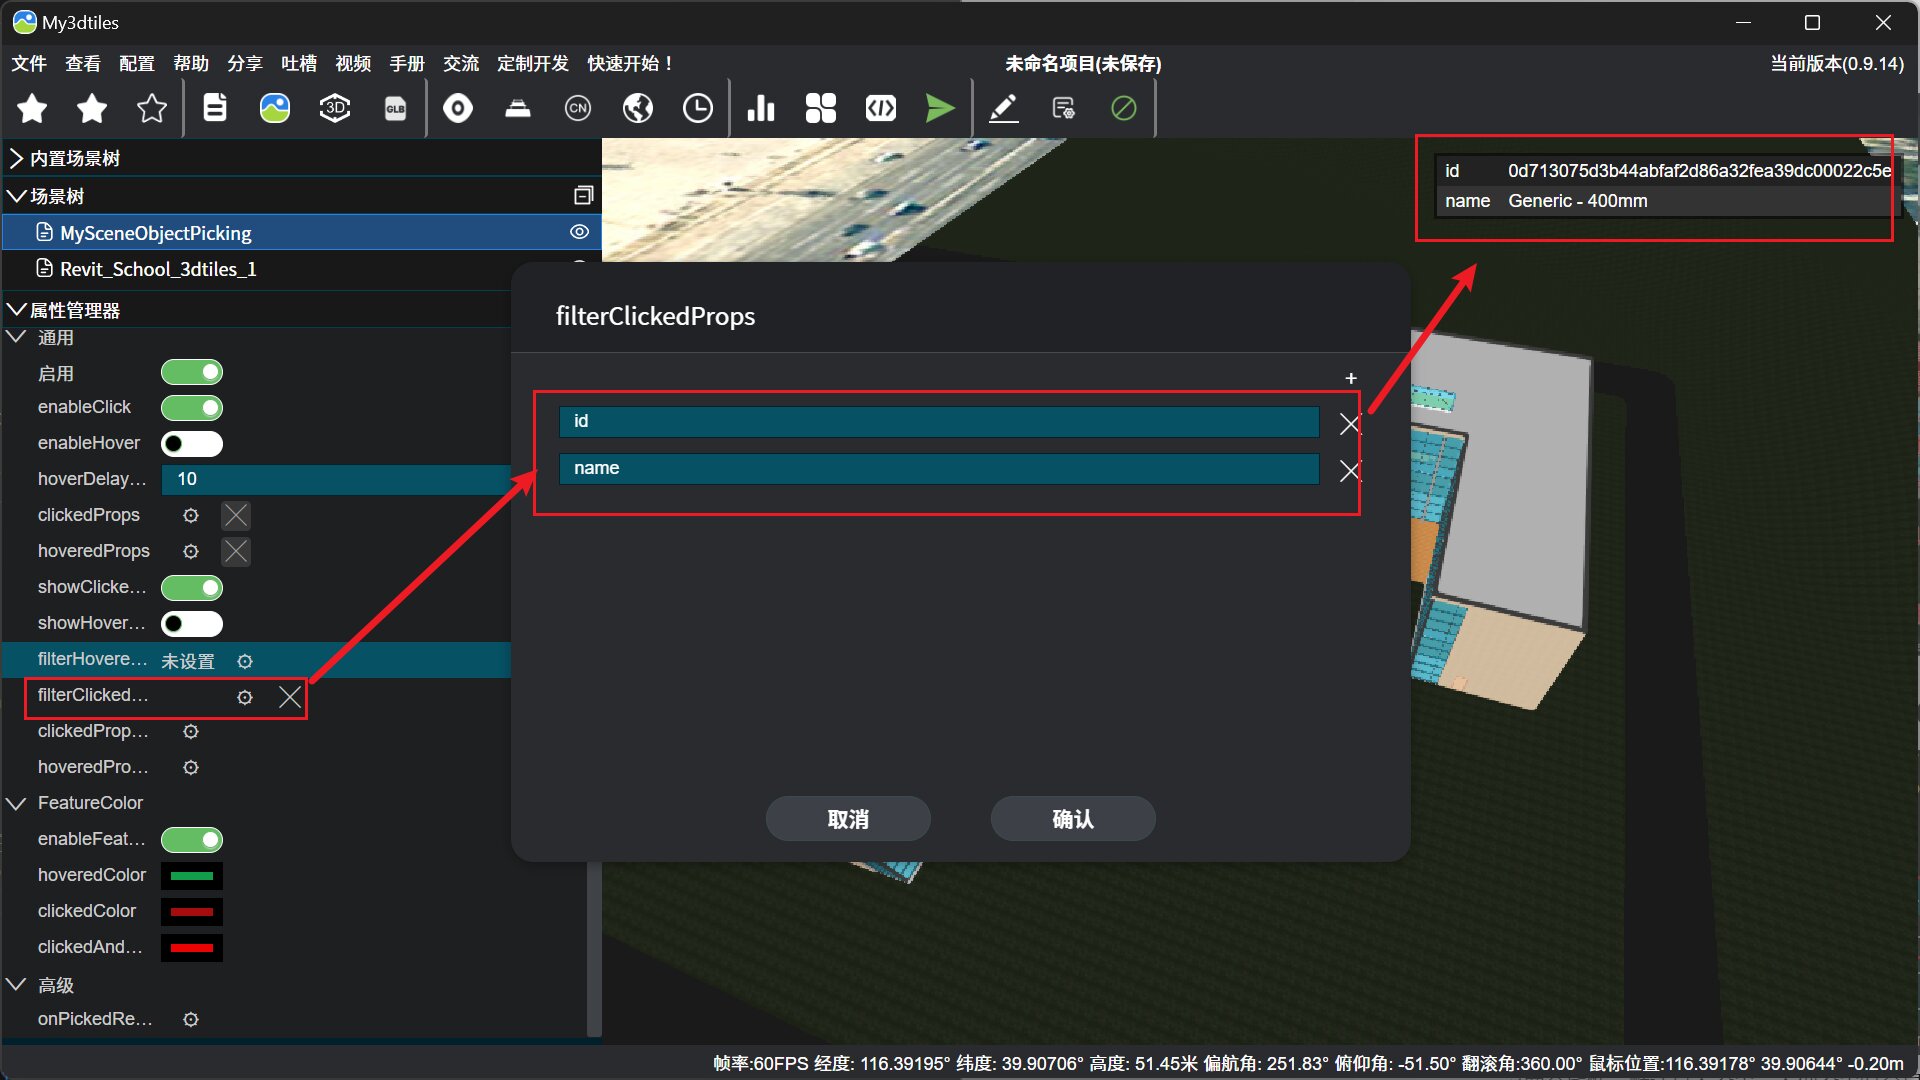 My3dtiles
文件 查看 配置 帮助 分享 吐槽 视频 手册 交流 定制开发 快速开始！ 未命名项目(未保存) 当前版本(0.9.14)
3D GLB CN
内置场景树
场景树
MySceneObjectPicking
Revit_School_3dtiles_1
属性管理器
通用
启用
enableClick
enableHover
hoverDelay... 10
clickedProps
hoveredProps
showClicke...
showHover...
filterHovere... 未设置
filterClicked...
clickedProp...
hoveredPro...
FeatureColor
enableFeat...
hoveredColor
clickedColor
clickedAnd...
高级
onPickedRe...
id 0d713075d3b44abfaf2d86a32fea39dc00022c5e
name Generic - 400mm
filterClickedProps
+
id
name
取消 确认
帧率:60FPS 经度: 116.39195° 纬度: 39.90706° 高度: 51.45米 偏航角: 251.83° 俯仰角: -51.50° 翻滚角:360.00° 鼠标位置:116.39178° 39.90644° -0.20m